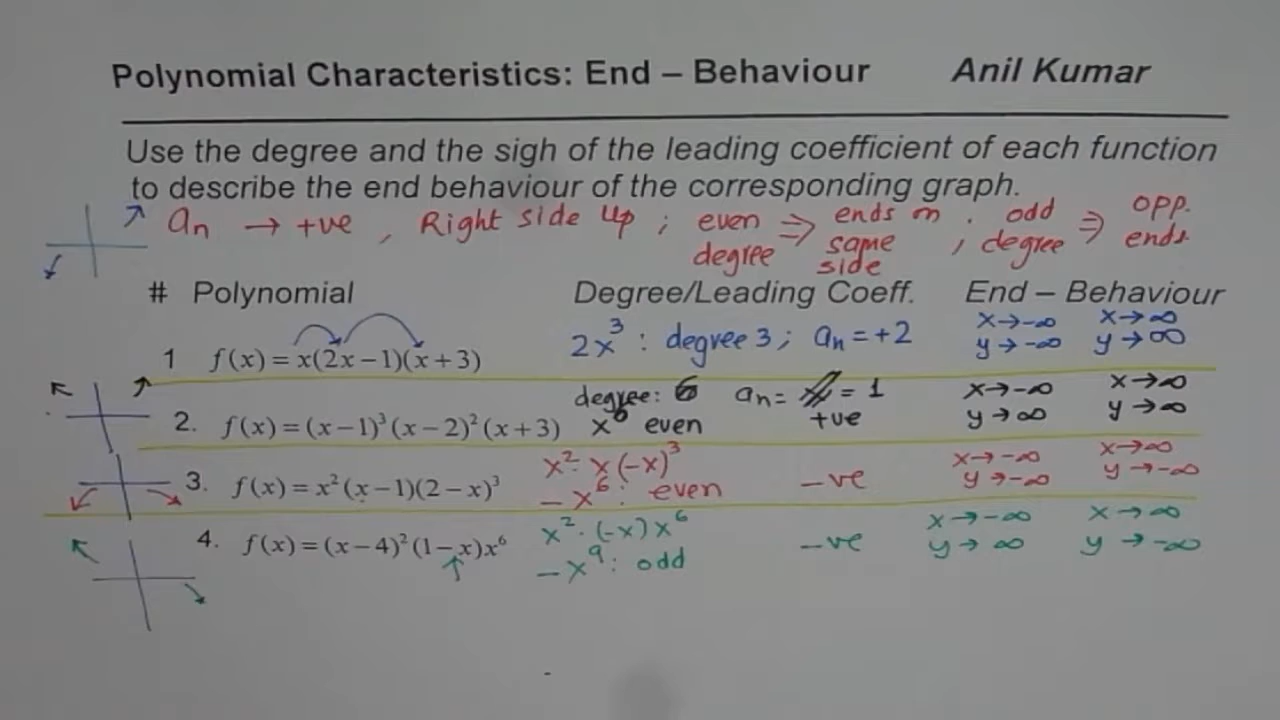 Polynomial Characteristics: End – Behaviour Anil Kumar
Use the degree and the sigh of the leading coefficient of each function
to describe the end behaviour of the corresponding graph.
aₙ → +ve , Right side up ; even degree ⇒ ends on same side , odd degree ⇒ opp. ends.
# Polynomial Degree/Leading Coeff. End – Behaviour
1 f(x) = x(2x−1)(x+3) 2x³ : degree 3 ; aₙ = +2 x→−∞ x→∞
y→−∞ y→∞
degree: 6 aₙ = 1 x→−∞ x→∞
2. f(x) = (x−1)³(x−2)²(x+3) x⁶ even +ve y→∞ y→∞
x²·x(−x)³ x→−∞ x→∞
3. f(x) = x²(x−1)(2−x)³ −x⁶ : even −ve y→−∞ y→−∞
x²·(−x)x⁶ x→−∞ x→∞
4. f(x) = (x−4)²(1−x)x⁶ −x⁹ : odd −ve y→∞ y→−∞